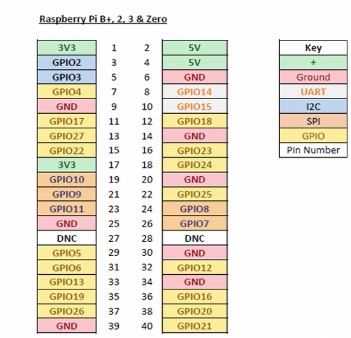 Raspberry Pi B+, 2, 3 & Zero
3V3 1 2 5V Key
GPIO2 3 4 5V +
GPIO3 5 6 GND Ground
GPIO4 7 8 GPIO14 UART
GND 9 10 GPIO15 I2C
GPIO17 11 12 GPIO18 SPI
GPIO27 13 14 GND GPIO
GPIO22 15 16 GPIO23 Pin Number
3V3 17 18 GPIO24
GPIO10 19 20 GND
GPIO9 21 22 GPIO25
GPIO11 23 24 GPIO8
GND 25 26 GPIO7
DNC 27 28 DNC
GPIO5 29 30 GND
GPIO6 31 32 GPIO12
GPIO13 33 34 GND
GPIO19 35 36 GPIO16
GPIO26 37 38 GPIO20
GND 39 40 GPIO21